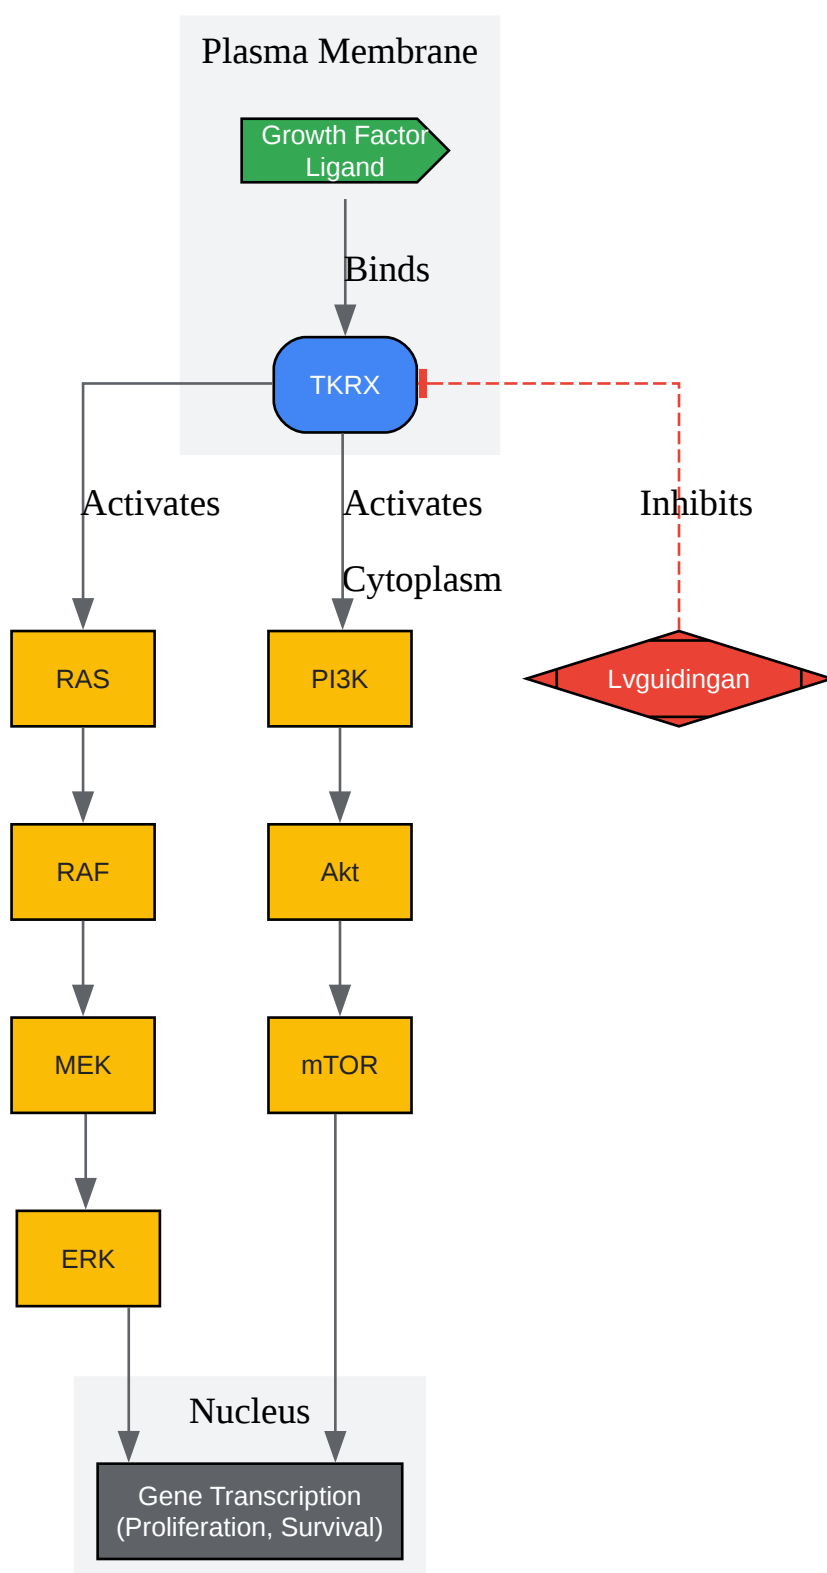 Plasma Membrane
Growth Factor
Ligand
Binds
TKRX
Activates
Activates
Inhibits
Cytoplasm
RAS
PI3K
Lvguidingan
RAF
Akt
MEK
mTOR
ERK
Nucleus
Gene Transcription
(Proliferation, Survival)